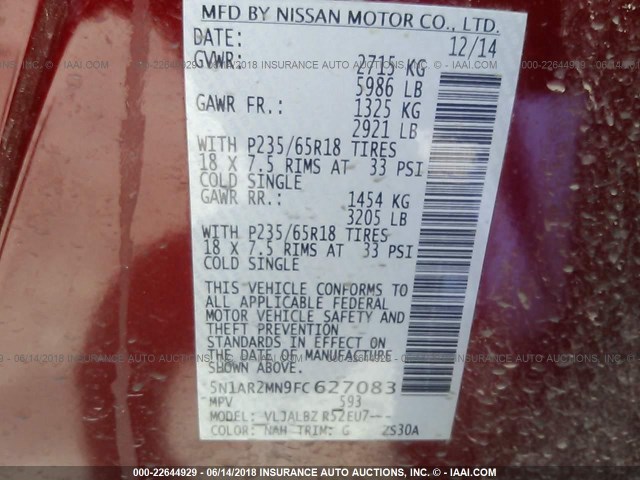 MFD BY NISSAN MOTOR CO., LTD.
DATE: 12/14
GVWR: 2715 KG
5986 LB
GAWR FR.: 1325 KG
2921 LB
WITH P235/65R18 TIRES
18 X 7.5 RIMS AT 33 PSI
COLD SINGLE
GAWR RR.: 1454 KG
3205 LB
WITH P235/65R18 TIRES
18 X 7.5 RIMS AT 33 PSI
COLD SINGLE
THIS VEHICLE CONFORMS TO
ALL APPLICABLE FEDERAL
MOTOR VEHICLE SAFETY AND
THEFT PREVENTION
STANDARDS IN EFFECT ON
THE DATE OF MANUFACTURE
SHOWN ABOVE.
5N1AR2MN9FC627083
MPV 593
MODEL: VLJALBZ R52EU7---
COLOR: NAH TRIM: G 2S30A
000-22644929 - 06/14/2018 INSURANCE AUTO AUCTIONS, INC. © - IAAI.COM